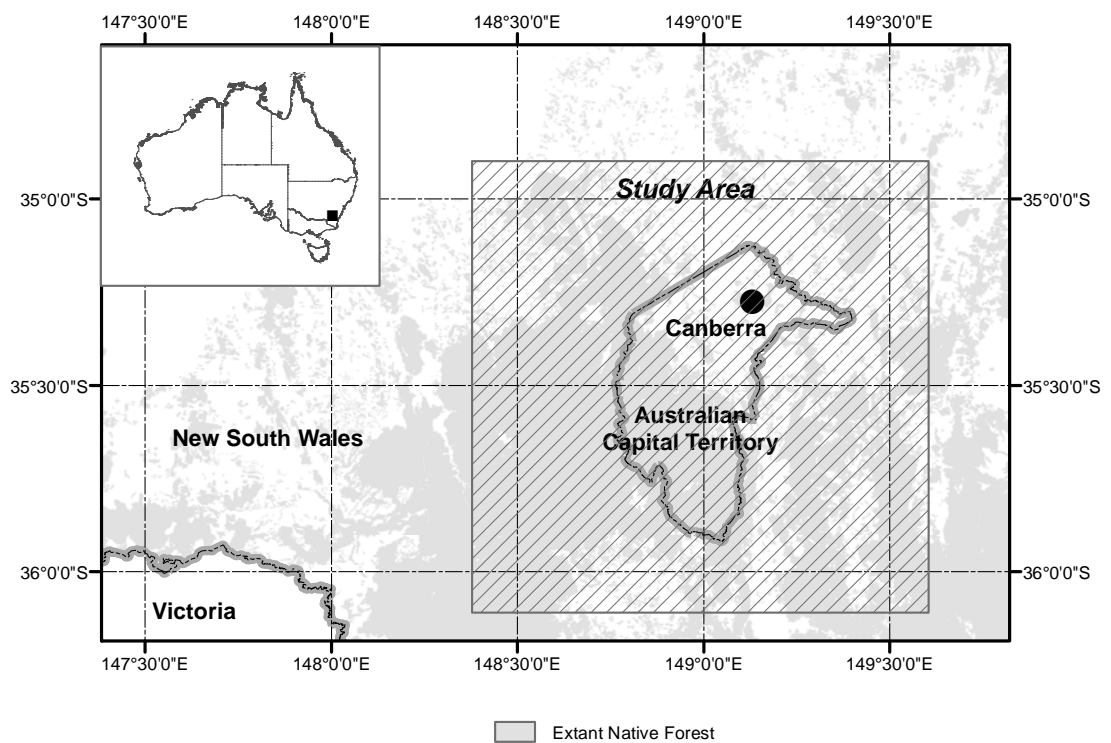 147°30'0"E
148°0'0"E
148°30'0"E
149°0'0"E
149°30'0"E
Study Area
35°0'0"S
35°0'0"S
Canberra
35°30'0"S
35°30'0"S
Australian
Capital Territory
New South Wales
36°0'0"S
36°0'0"S
Victoria
147°30'0"E
148°0'0"E
148°30'0"E
149°0'0"E
149°30'0"E
Extant Native Forest